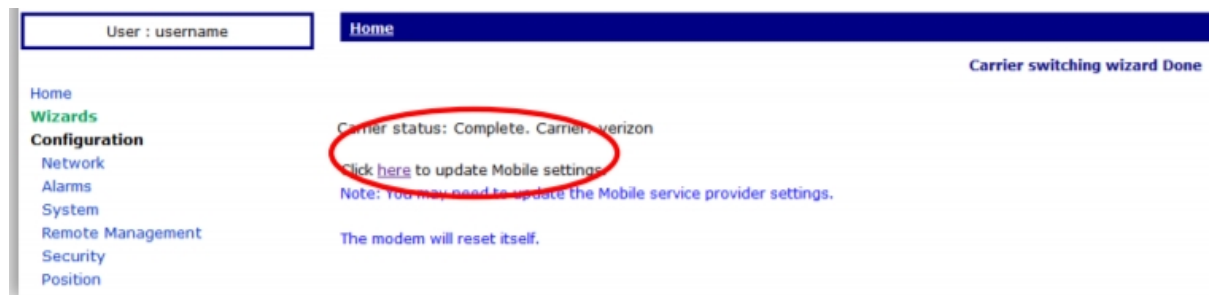 User : username
Home
Carrier switching wizard Done
Home
Wizards
Configuration
Network
Alarms
System
Remote Management
Security
Position
Carrier status: Complete. Carrier: verizon
Click here to update Mobile settings.
Note: You may need to update the Mobile service provider settings.
The modem will reset itself.